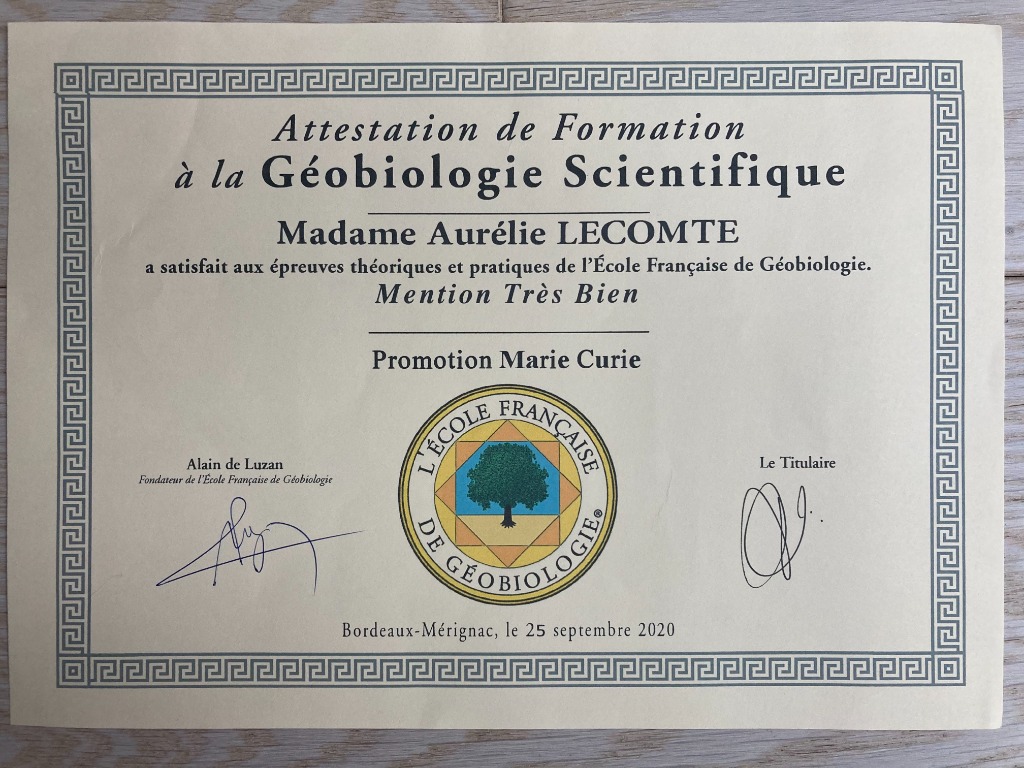 Attestation de Formation
à la Géobiologie Scientifique
Madame Aurélie LECOMTE
a satisfait aux épreuves théoriques et pratiques de l'École Française de Géobiologie.
Mention Très Bien
Promotion Marie Curie
L'ÉCOLE FRANÇAISE
DE GÉOBIOLOGIE®
Alain de Luzan
Fondateur de l'École Française de Géobiologie
Le Titulaire
Bordeaux-Mérignac, le 25 septembre 2020